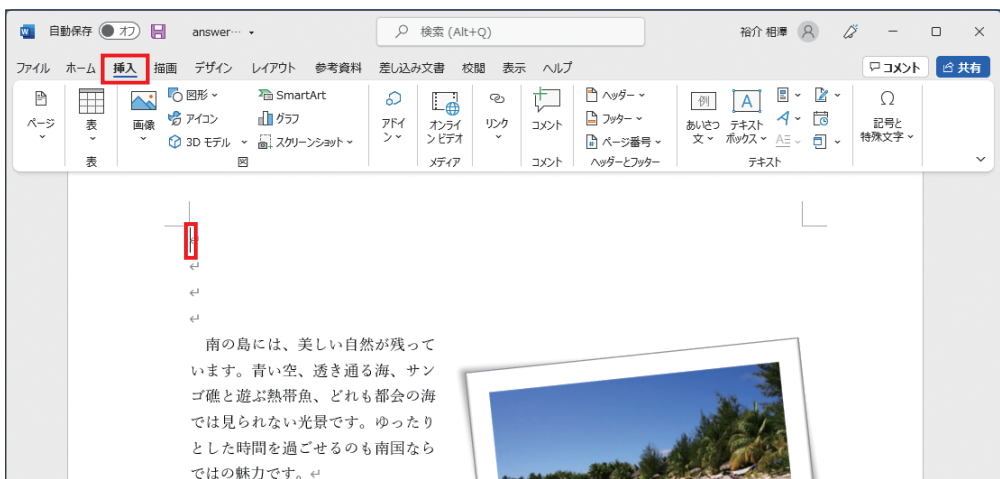 自動保存 オフ answer… 検索 (Alt+Q) 裕介 相澤
ファイル ホーム 挿入 描画 デザイン レイアウト 参考資料 差し込み文書 校閲 表示 ヘルプ コメント 共有
ページ
表
画像
図形
アイコン
3D モデル
SmartArt
グラフ
スクリーンショット
アドイ
ン
オンライ
ン ビデオ
リンク
コメント
ヘッダー
フッター
ページ番号
あいさつ
文
テキスト
ボックス
記号と
特殊文字
表 図 メディア コメント ヘッダーとフッター テキスト
南の島には、美しい自然が残って
います。青い空、透き通る海、サン
ゴ礁と遊ぶ熱帯魚、どれも都会の海
では見られない光景です。ゆったり
とした時間を過ごせるのも南国なら
ではの魅力です。